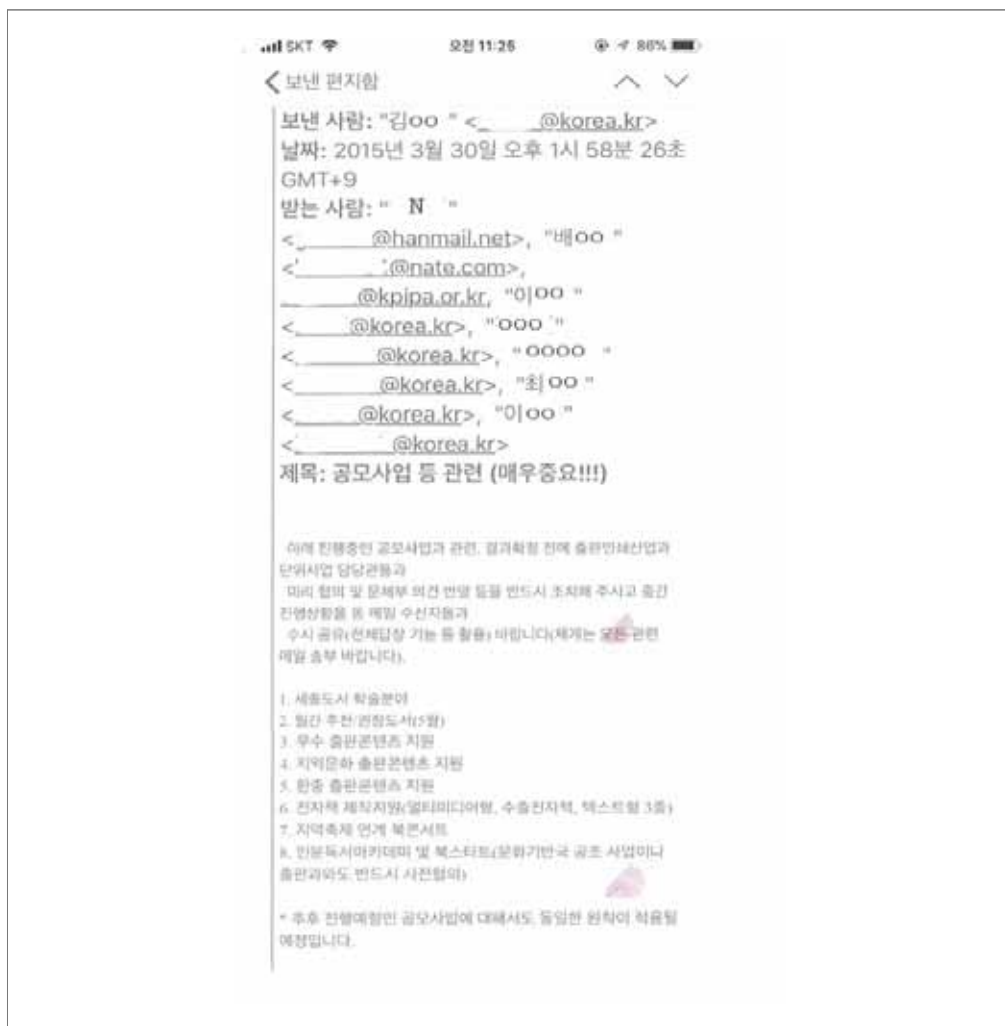 SKT 오전 11:25 86%
보낸 편지함
보낸 사람: "김oo " <_ @korea.kr>
날짜: 2015년 3월 30일 오후 1시 58분 26초
GMT+9
받는 사람: " N "
<_ @hanmail.net>, "배oo "
< @nate.com>,
_ @kpipa.or.kr, "이oo "
< @korea.kr>, "ooo "
< @korea.kr>, "oooo "
< @korea.kr>, "최oo "
< @korea.kr>, "이oo "
< @korea.kr>
제목: 공모사업 등 관련 (매우중요!!!)
아래 진행중인 공모사업과 관련, 결과확정 전에 출판인쇄산업과
단위사업 담당관들과
미리 협의 및 문체부 의견 반영 등을 반드시 조치해 주시고 중간
진행상황을 동 메일 수신자들과
수시 공유(전체답장 기능 등 활용) 바랍니다(제게는 모든 관련
메일 송부 바랍니다).
1. 세종도서 학술분야
2. 월간 추천/권장도서(5월)
3. 우수 출판콘텐츠 지원
4. 지역문화 출판콘텐츠 지원
5. 한중 출판콘텐츠 지원
6. 전자책 제작지원(멀티미디어형, 수출전자책, 텍스트형 3종)
7. 지역축제 연계 북콘서트
8. 인문독서아카데미 및 북스타트(문화기반국 공조 사업이나
출판과와도 반드시 사전협의)
* 추후 진행예정인 공모사업에 대해서도 동일한 원칙이 적용될
예정입니다.